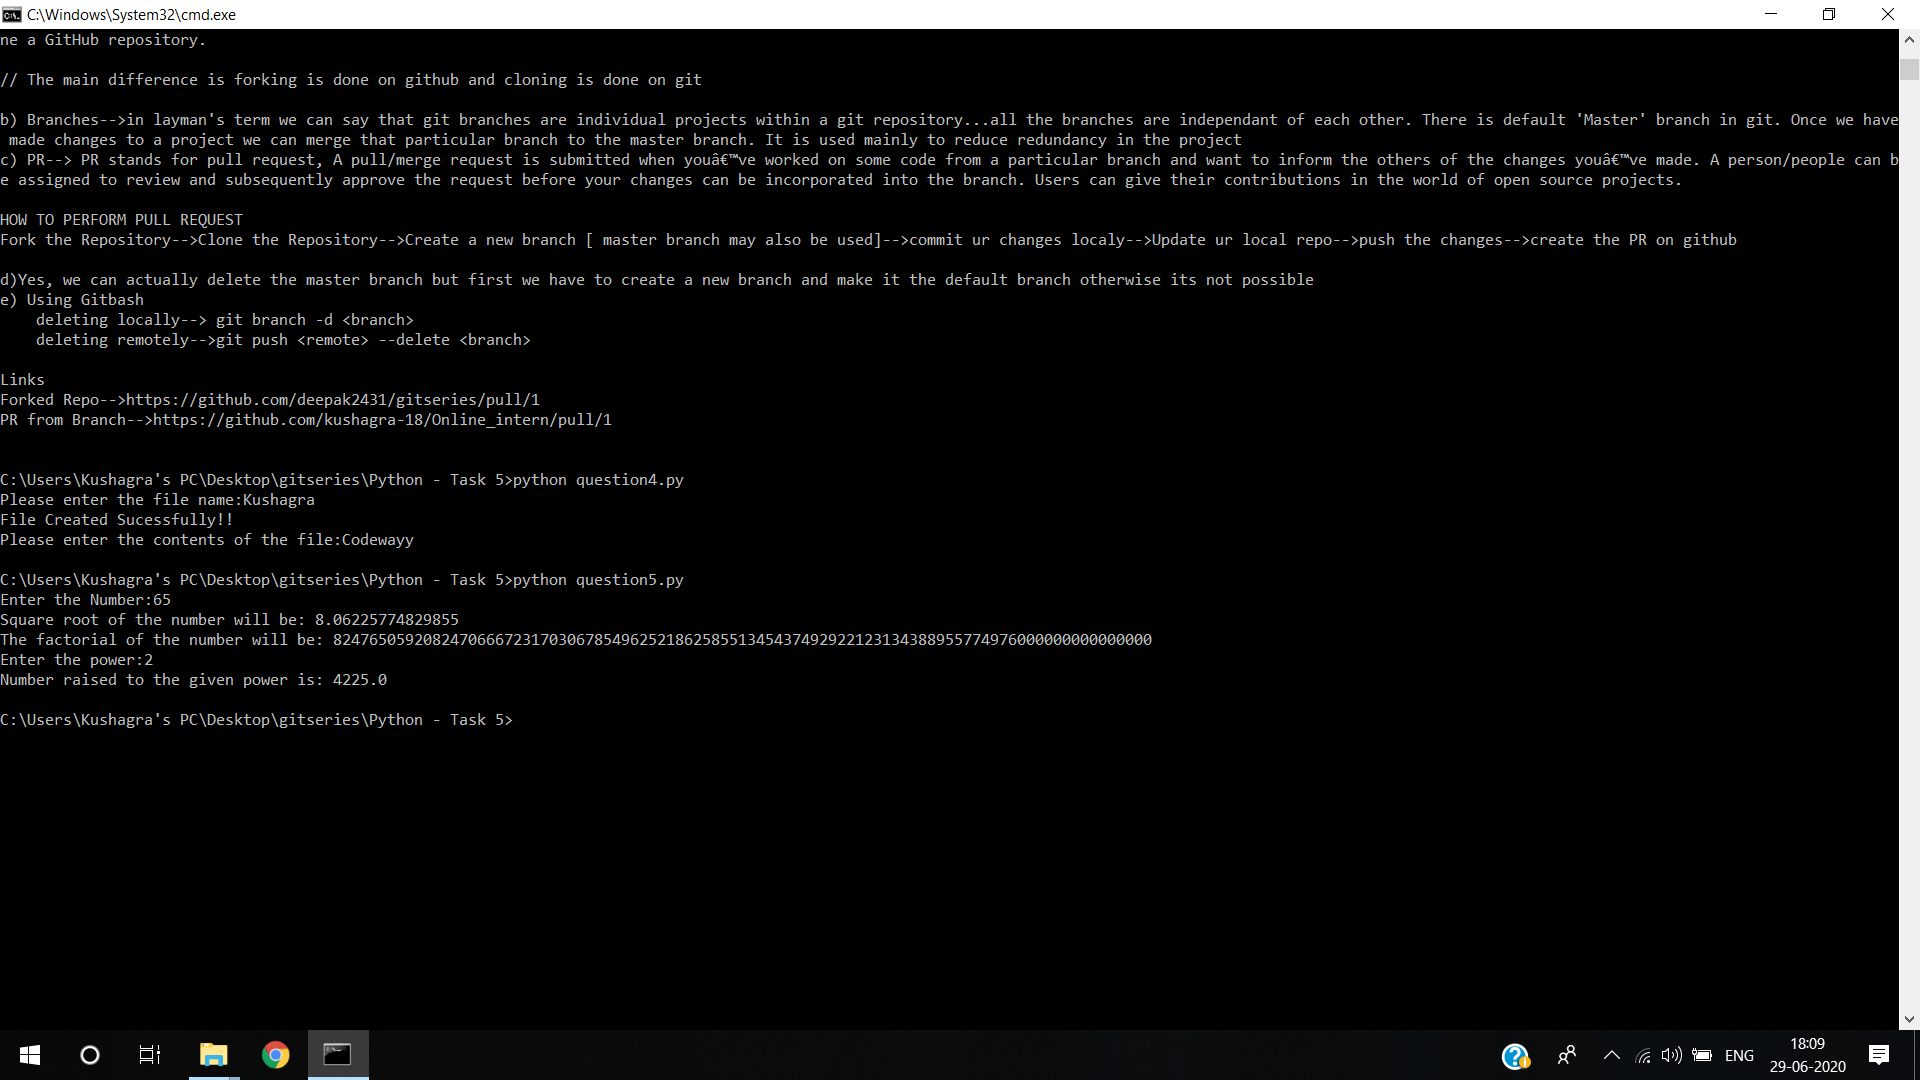 C:\Windows\System32\cmd.exe
ne a GitHub repository.
// The main difference is forking is done on github and cloning is done on git
b) Branches-->in layman's term we can say that git branches are individual projects within a git repository...all the branches are independant of each other. There is default 'Master' branch in git. Once we have
 made changes to a project we can merge that particular branch to the master branch. It is used mainly to reduce redundancy in the project
c) PR--> PR stands for pull request, A pull/merge request is submitted when youâ€™ve worked on some code from a particular branch and want to inform the others of the changes youâ€™ve made. A person/people can b
e assigned to review and subsequently approve the request before your changes can be incorporated into the branch. Users can give their contributions in the world of open source projects.
HOW TO PERFORM PULL REQUEST
Fork the Repository-->Clone the Repository-->Create a new branch [ master branch may also be used]-->commit ur changes localy-->Update ur local repo-->push the changes-->create the PR on github
d)Yes, we can actually delete the master branch but first we have to create a new branch and make it the default branch otherwise its not possible
e) Using Gitbash
    deleting locally--> git branch -d <branch>
    deleting remotely-->git push <remote> --delete <branch>
Links
Forked Repo-->https://github.com/deepak2431/gitseries/pull/1
PR from Branch-->https://github.com/kushagra-18/Online_intern/pull/1
C:\Users\Kushagra's PC\Desktop\gitseries\Python - Task 5>python question4.py
Please enter the file name:Kushagra
File Created Sucessfully!!
Please enter the contents of the file:Codewayy
C:\Users\Kushagra's PC\Desktop\gitseries\Python - Task 5>python question5.py
Enter the Number:65
Square root of the number will be: 8.06225774829855
The factorial of the number will be: 8247650592082470666723170306785496252186258551345437492922123134388955774976000000000000000
Enter the power:2
Number raised to the given power is: 4225.0
C:\Users\Kushagra's PC\Desktop\gitseries\Python - Task 5>
ENG
18:09
29-06-2020